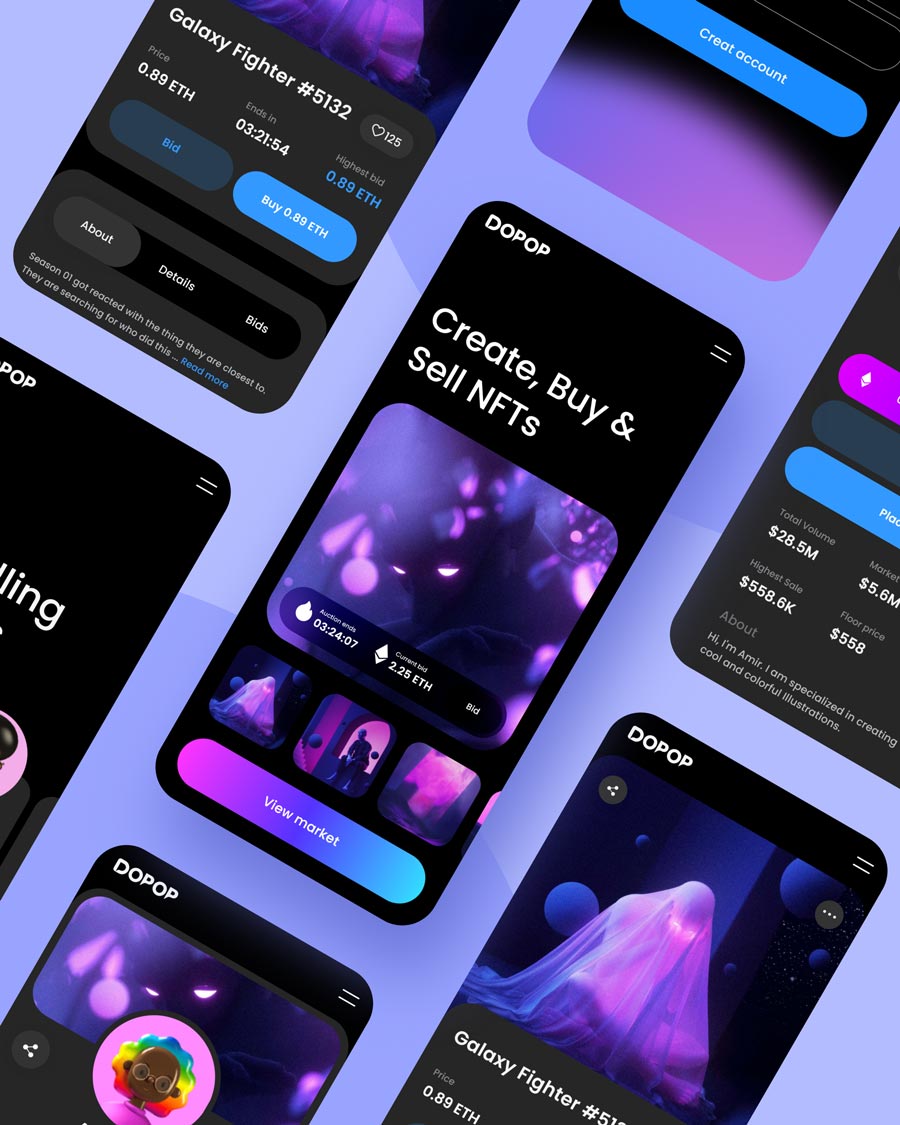 Galaxy Fighter #5132
Price
0.89 ETH
Ends in
03:21:54
125
Highest bid
0.89 ETH
Bid
Buy 0.89 ETH
About
Details
Bids
Season 01 got reacted with the thing they are closest to.
They are searching for who did this ... Read more
Creat account
DOPOP
Create, Buy &
Sell NFTs
Auction ends
03:24:07
Current bid
2.25 ETH
Bid
View market
Total Volume
$28.5M
Market
$5.6M
Highest Sale
$558.6K
Floor price
$558
About
Hi, I'm Amir. I am specialized in creating
cool and colorful Illustrations.
DOPOP
Galaxy Fighter
Price
0.89 ETH
DOPOP